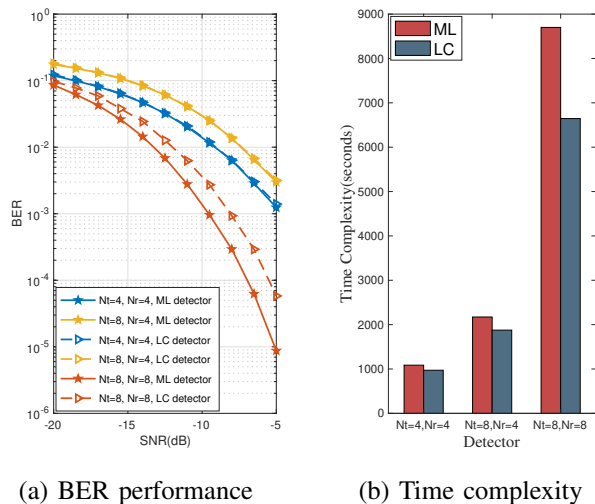 10^0
10^-1
10^-2
10^-3
10^-4
10^-5
10^-6
BER
-20
-15
-10
-5
SNR(dB)
Nt=4, Nr=4, ML detector
Nt=8, Nr=4, ML detector
Nt=4, Nr=4, LC detector
Nt=8, Nr=4, LC detector
Nt=8, Nr=8, ML detector
Nt=8, Nr=8, LC detector
(a) BER performance
9000
8000
7000
6000
5000
4000
3000
2000
1000
0
Time Complexity(seconds)
ML
LC
Nt=4,Nr=4
Nt=8,Nr=4
Nt=8,Nr=8
Detector
(b) Time complexity